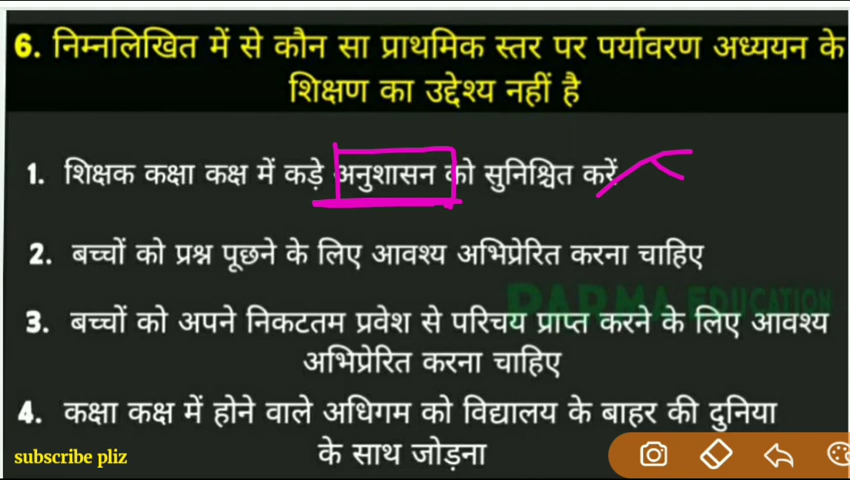 6. निम्नलिखित में से कौन सा प्राथमिक स्तर पर पर्यावरण अध्ययन के
शिक्षण का उद्देश्य नहीं है
1. शिक्षक कक्षा कक्ष में कड़े अनुशासन को सुनिश्चित करें
2. बच्चों को प्रश्न पूछने के लिए आवश्य अभिप्रेरित करना चाहिए
PARMA EDUCATION
3. बच्चों को अपने निकटतम प्रवेश से परिचय प्राप्त करने के लिए आवश्य
अभिप्रेरित करना चाहिए
4. कक्षा कक्ष में होने वाले अधिगम को विद्यालय के बाहर की दुनिया
के साथ जोड़ना
subscribe pliz